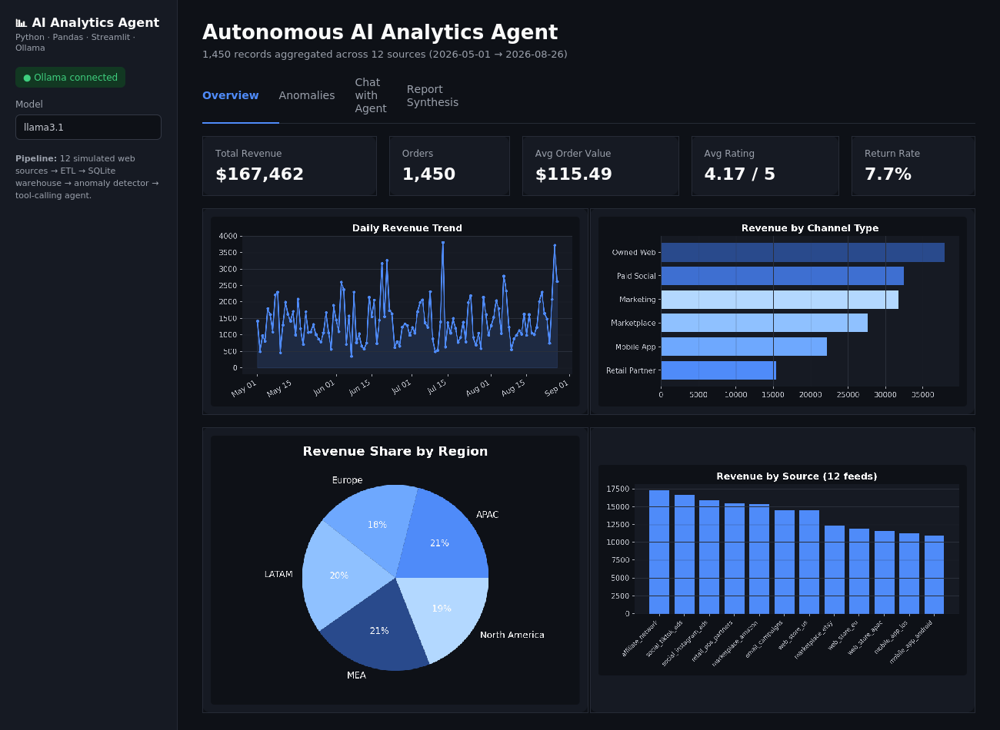 AI Analytics Agent
Python · Pandas · Streamlit ·
Ollama
● Ollama connected
Model
llama3.1
Pipeline: 12 simulated web
sources → ETL → SQLite
warehouse → anomaly detector →
tool-calling agent.
Autonomous AI Analytics Agent
1,450 records aggregated across 12 sources (2026-05-01 → 2026-08-26)
Overview
Anomalies
Chat
with
Agent
Report
Synthesis
Total Revenue
$167,462
Orders
1,450
Avg Order Value
$115.49
Avg Rating
4.17 / 5
Return Rate
7.7%
Daily Revenue Trend
4000
3500
3000
2500
2000
1500
1000
500
0
May 01
May 15
Jun 01
Jun 15
Jul 01
Jul 15
Aug 01
Aug 15
Sep 01
Revenue by Channel Type
Owned Web
Paid Social
Marketing
Marketplace
Mobile App
Retail Partner
0
5000
10000
15000
20000
25000
30000
35000
Revenue Share by Region
Europe
APAC
18%
21%
LATAM
20%
19%
21%
North America
MEA
Revenue by Source (12 feeds)
17500
15000
12500
10000
7500
5000
2500
0
affiliate_network
social_tiktok_ads
social_instagram_ads
retail_pos_partners
marketplace_amazon
email_campaigns
web_store_us
marketplace_ebay
web_store_eu
web_store_apac
mobile_app_ios
mobile_app_android